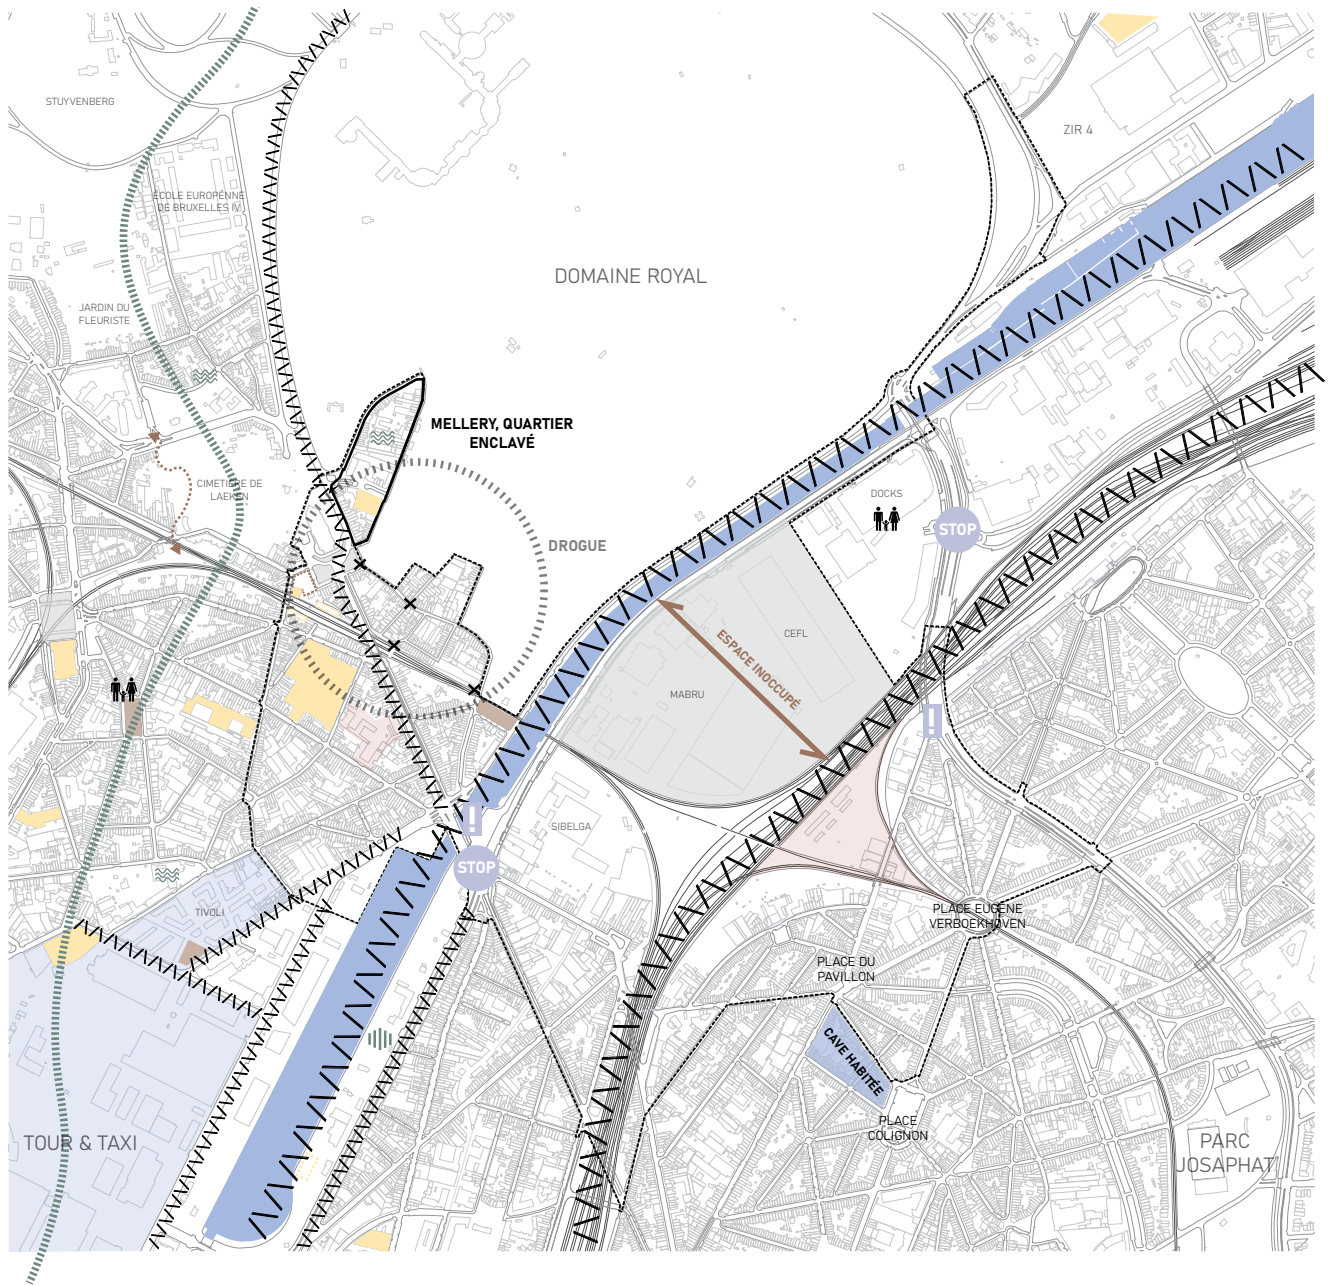 STUYVENBERG
ZIR 4
ÉCOLE EUROPÉNNE
DE BRUXELLES IV
DOMAINE ROYAL
JARDIN DU
FLEURISTE
MELLERY, QUARTIER
ENCLAVÉ
CIMETIÈRE DE
LAEKEN
DOCKS
STOP
DROGUE
CEFL
ESPACE INOCCUPÉ
MABRU
!
!
SIBELGA
STOP
TIVOLI
PLACE EUGÈNE
VERBOEKHOVEN
PLACE DU
PAVILLON
CAVE HABITÉE
PLACE
COLIGNON
TOUR & TAXI
PARC
JOSAPHAT